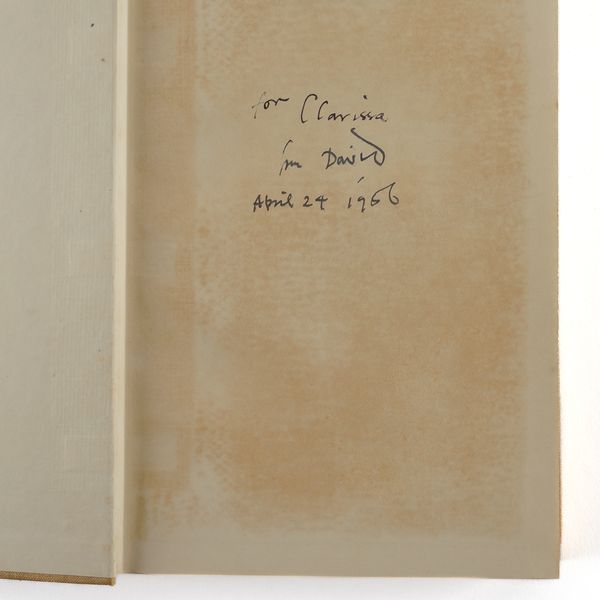 for Clarissa
fm David
April 24 1966